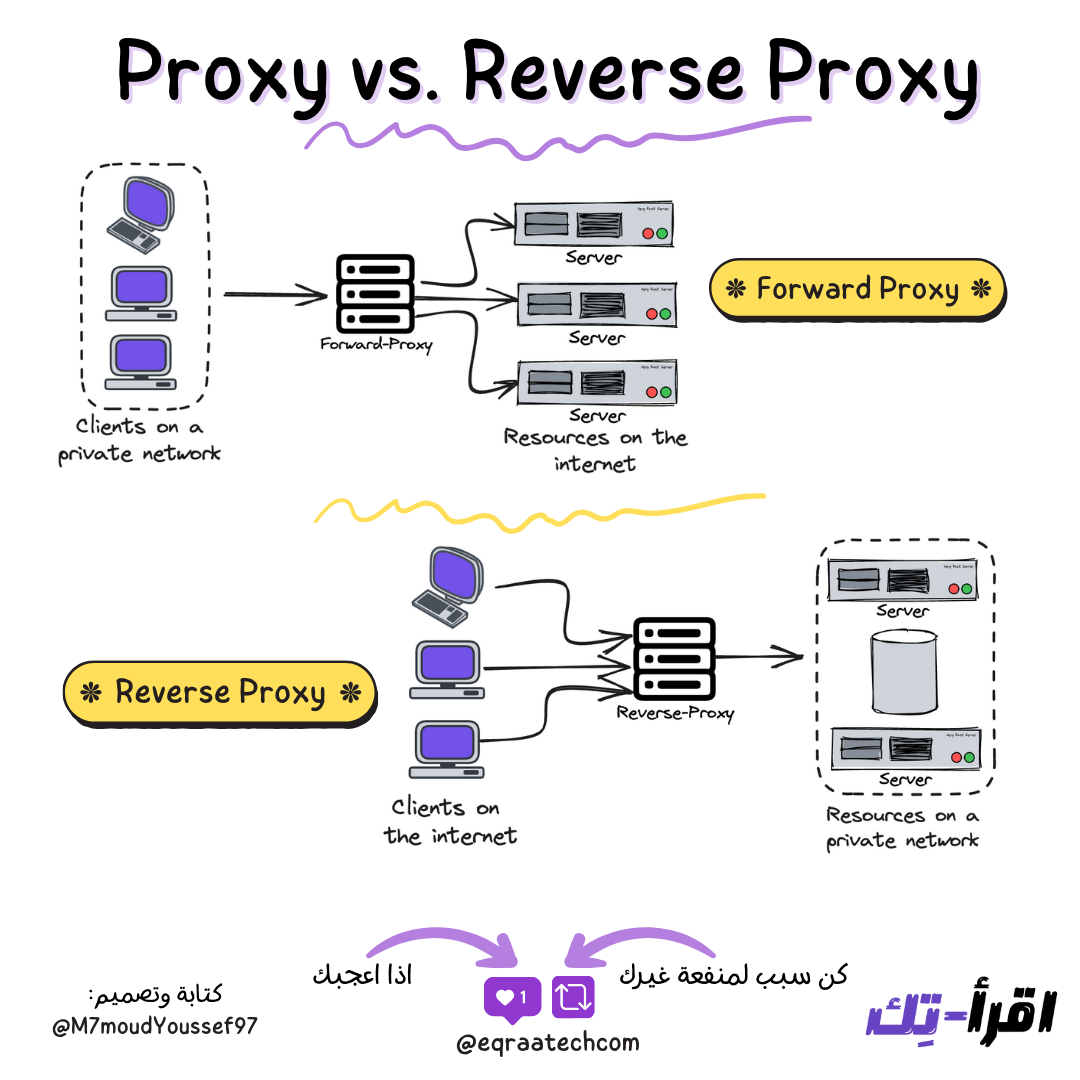 Proxy vs. Reverse Proxy
Very Fast Server
Server
Forward Proxy
Very Fast Server
Server
Forward-Proxy
Very Fast Server
Server
Clients on a
private network
Resources on the
internet
Very Fast Server
Server
Reverse Proxy
Reverse-Proxy
Very Fast Server
Server
Clients on
the internet
Resources on a
private network
اذا اعجبك
كن سبب لمنفعة غيرك
1
كتابة وتصميم:
@M7moudYoussef97
@eqraatechcom
اقرأ-تِك